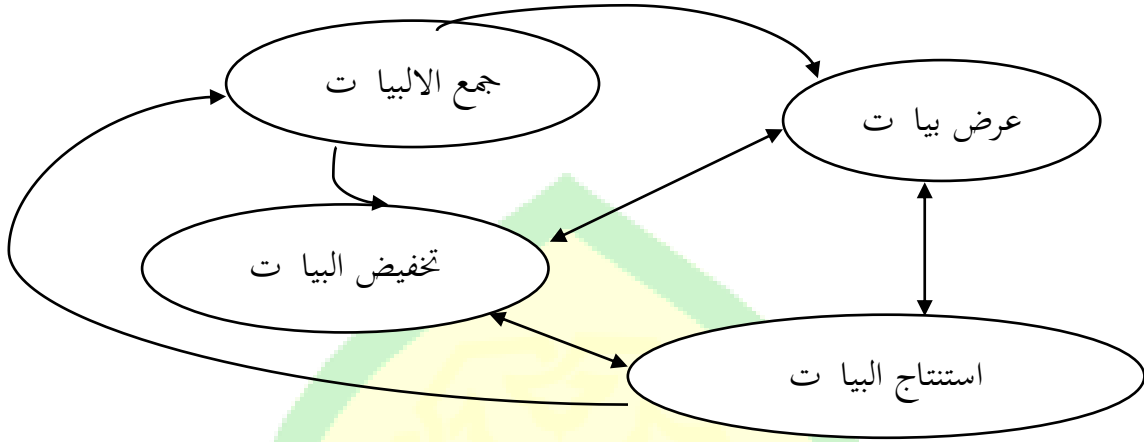 جمع الالبيا ت
عرض بيا ت
تخفيض البيا ت
استنتاج البيا ت